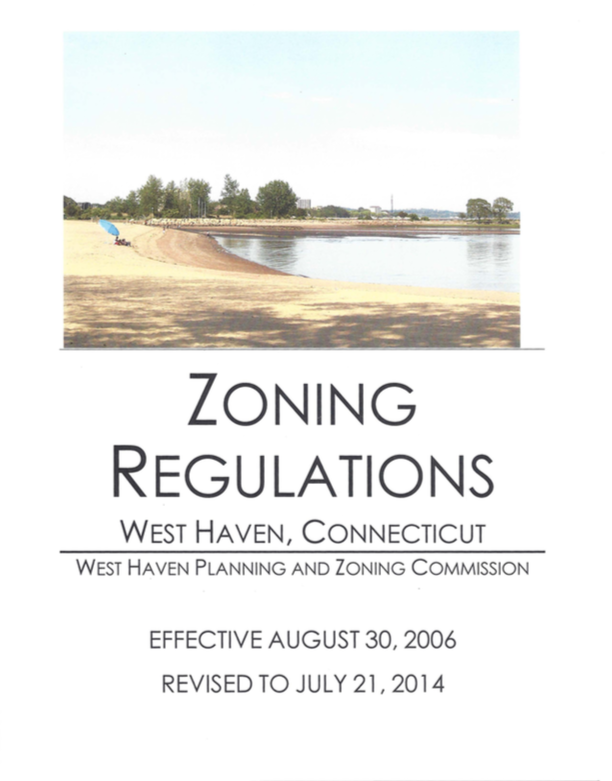 ZONING
REGULATIONS
WEST HAVEN, CONNECTICUT
WEST HAVEN PLANNING AND ZONING COMMISSION
EFFECTIVE AUGUST 30, 2006
REVISED TO JULY 21, 2014